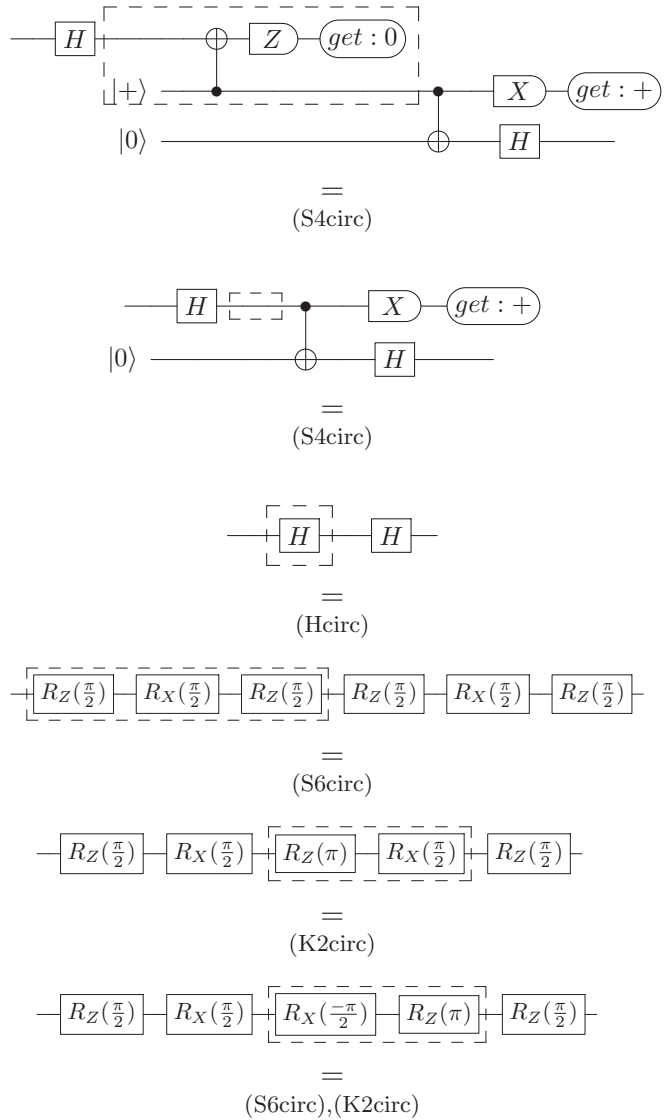 H Z get : 0
|+⟩ X get : +
|0⟩ H
=
(S4circ)
H X get : +
|0⟩ H
=
(S4circ)
H H
=
(Hcirc)
R_Z(π/2) R_X(π/2) R_Z(π/2) R_Z(π/2) R_X(π/2) R_Z(π/2)
=
(S6circ)
R_Z(π/2) R_X(π/2) R_Z(π) R_X(π/2) R_Z(π/2)
=
(K2circ)
R_Z(π/2) R_X(π/2) R_X(-π/2) R_Z(π) R_Z(π/2)
=
(S6circ),(K2circ)